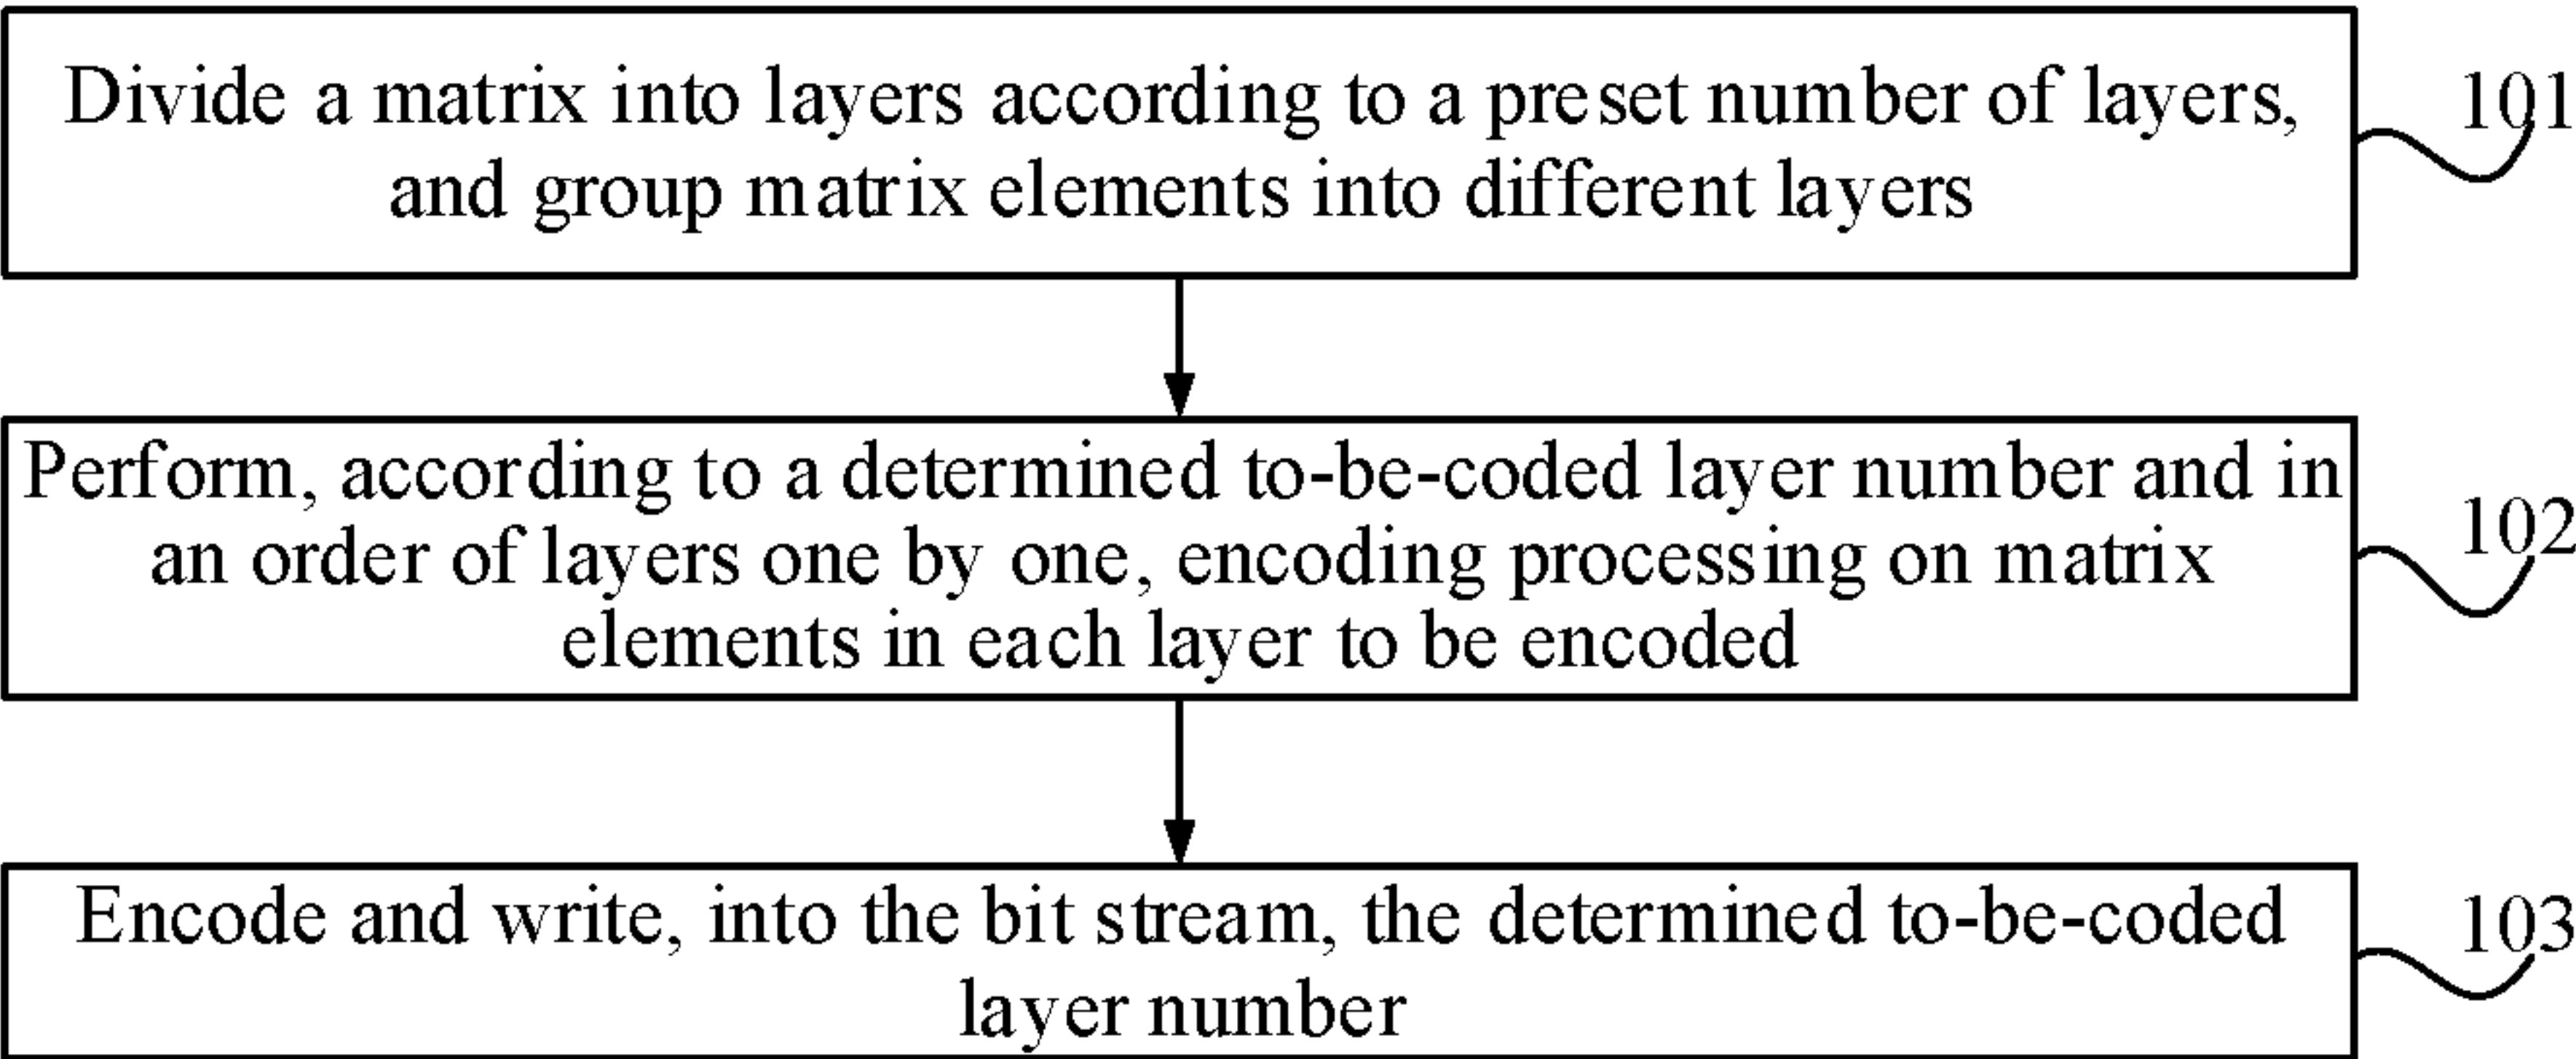 Divide a matrix into layers according to a preset number of layers,
and group matrix elements into different layers
101
Perform, according to a determined to-be-coded layer number and in
an order of layers one by one, encoding processing on matrix
elements in each layer to be encoded
102
Encode and write, into the bit stream, the determined to-be-coded
layer number
103